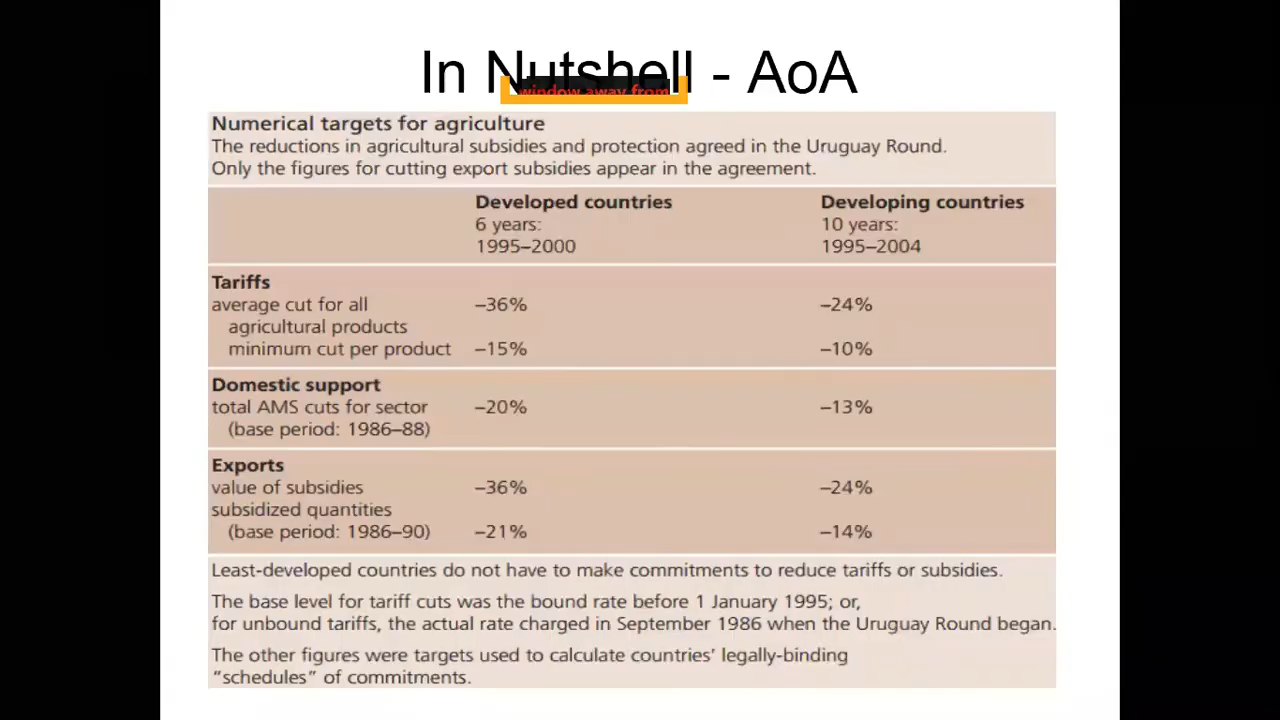 In Nutshell - AoA
window away from
Numerical targets for agriculture
The reductions in agricultural subsidies and protection agreed in the Uruguay Round.
Only the figures for cutting export subsidies appear in the agreement.
Developed countries Developing countries
6 years: 10 years:
1995–2000 1995–2004
Tariffs
average cut for all –36% –24%
agricultural products
minimum cut per product –15% –10%
Domestic support
total AMS cuts for sector –20% –13%
(base period: 1986–88)
Exports
value of subsidies –36% –24%
subsidized quantities
(base period: 1986–90) –21% –14%
Least-developed countries do not have to make commitments to reduce tariffs or subsidies.
The base level for tariff cuts was the bound rate before 1 January 1995; or,
for unbound tariffs, the actual rate charged in September 1986 when the Uruguay Round began.
The other figures were targets used to calculate countries’ legally-binding
“schedules” of commitments.